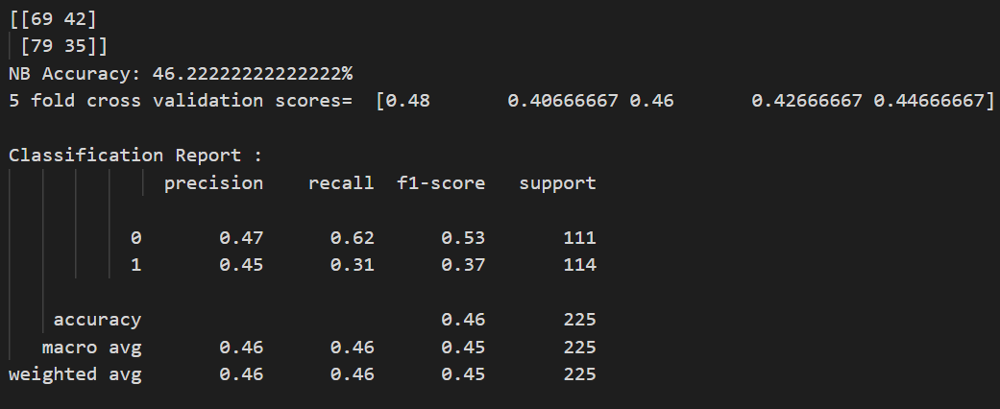 [[69 42]
 [79 35]]
NB Accuracy: 46.22222222222222%
5 fold cross validation scores=  [0.48       0.40666667 0.46       0.42666667 0.44666667]

Classification Report :
              precision    recall  f1-score   support

           0       0.47      0.62      0.53       111
           1       0.45      0.31      0.37       114

    accuracy                           0.46       225
   macro avg       0.46      0.46      0.45       225
weighted avg       0.46      0.46      0.45       225